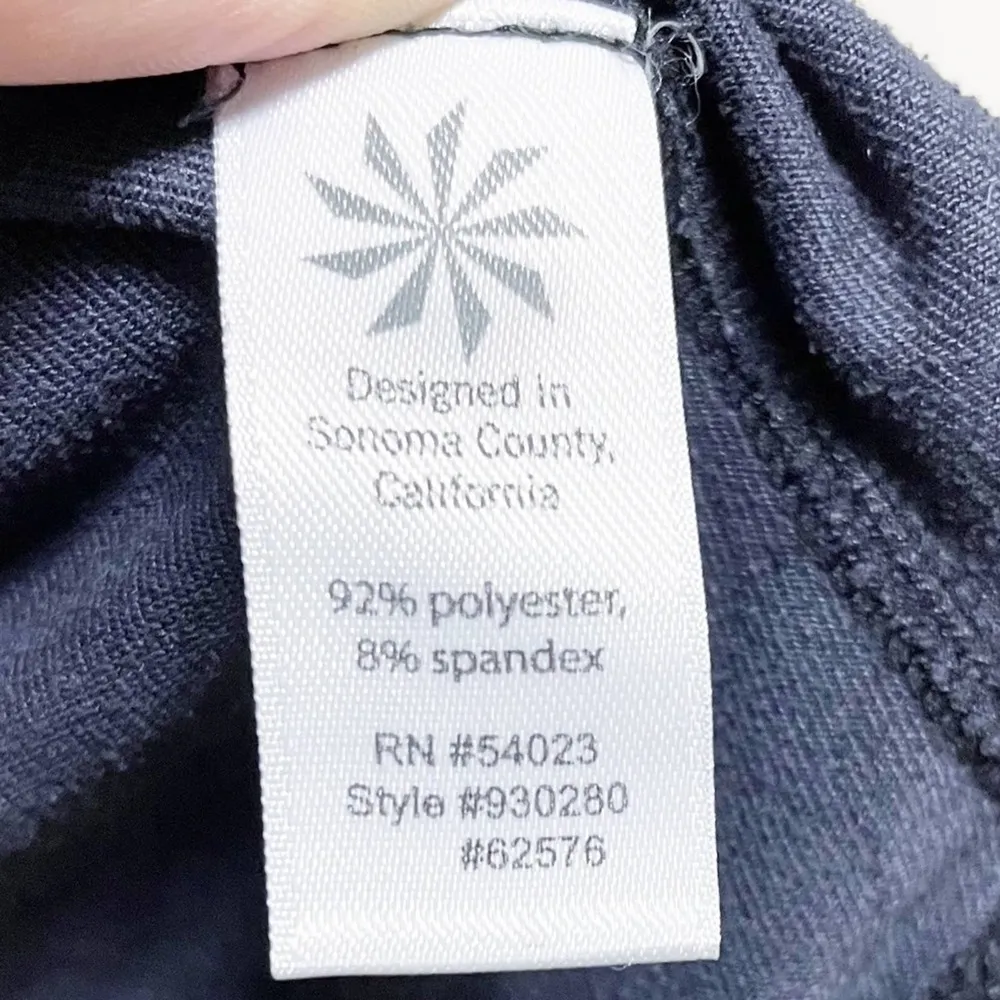 Designed in
Sonoma County,
California
92% polyester,
8% spandex
RN #54023
Style #930280
#62576